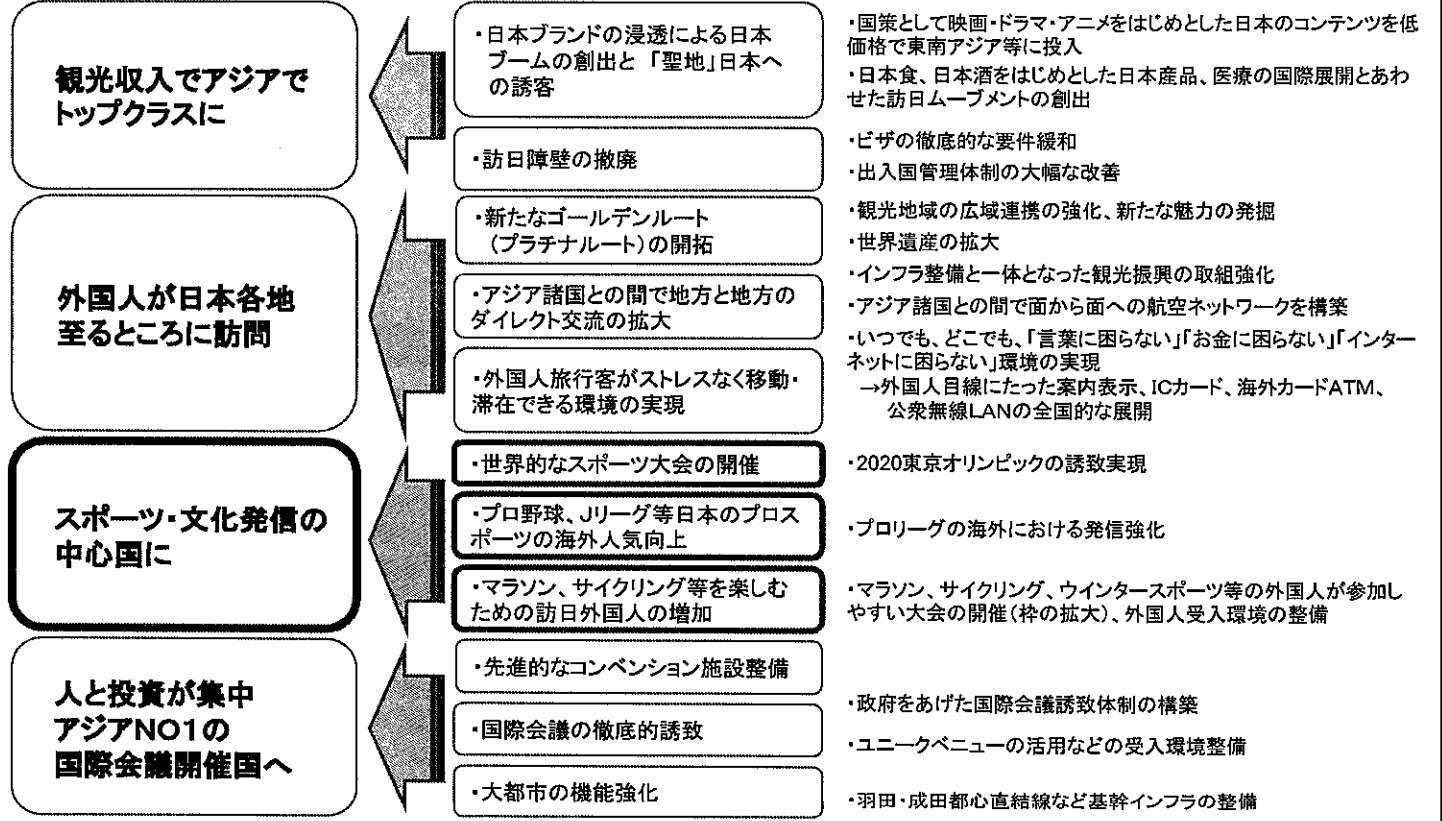 観光収入でアジアで
トップクラスに
・日本ブランドの浸透による日本
ブームの創出と 「聖地」日本へ
の誘客
・国策として映画・ドラマ・アニメをはじめとした日本のコンテンツを低
価格で東南アジア等に投入
・日本食、日本酒をはじめとした日本産品、医療の国際展開とあわ
せた訪日ムーブメントの創出
・訪日障壁の撤廃
・ビザの徹底的な要件緩和
・出入国管理体制の大幅な改善
外国人が日本各地
至るところに訪問
・新たなゴールデンルート
(プラチナルート)の開拓
・観光地域の広域連携の強化、新たな魅力の発掘
・世界遺産の拡大
・インフラ整備と一体となった観光振興の取組強化
・アジア諸国との間で地方と地方の
ダイレクト交流の拡大
・アジア諸国との間で面から面への航空ネットワークを構築
・外国人旅行客がストレスなく移動・
滞在できる環境の実現
・いつでも、どこでも、「言葉に困らない」「お金に困らない」「インター
ネットに困らない」環境の実現
→外国人目線にたった案内表示、ICカード、海外カードATM、
公衆無線LANの全国的な展開
スポーツ・文化発信の
中心国に
・世界的なスポーツ大会の開催
・2020東京オリンピックの誘致実現
・プロ野球、Jリーグ等日本のプロス
ポーツの海外人気向上
・プロリーグの海外における発信強化
・マラソン、サイクリング等を楽しむ
ための訪日外国人の増加
・マラソン、サイクリング、ウインタースポーツ等の外国人が参加し
やすい大会の開催(枠の拡大)、外国人受入環境の整備
人と投資が集中
アジアNO1の
国際会議開催国へ
・先進的なコンベンション施設整備
・国際会議の徹底的誘致
・政府をあげた国際会議誘致体制の構築
・ユニークベニューの活用などの受入環境整備
・大都市の機能強化
・羽田・成田都心直結線など基幹インフラの整備